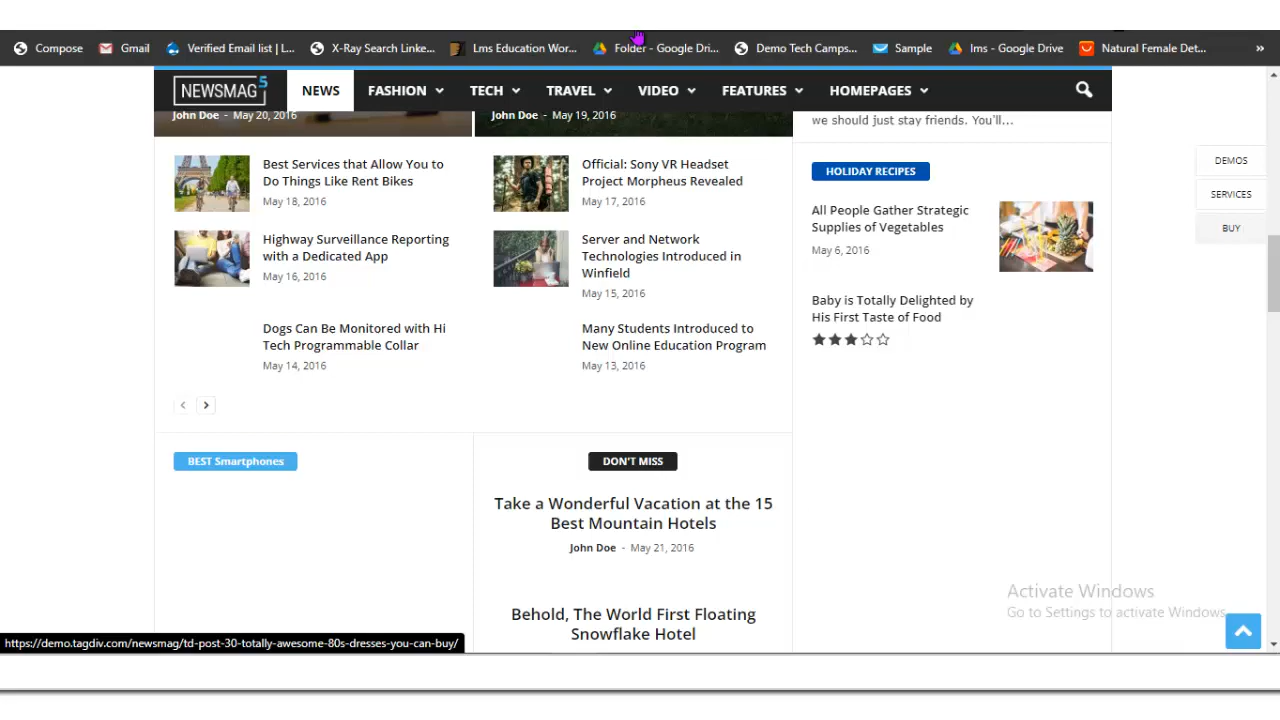 Compose Gmail Verified Email list | L... X-Ray Search Linke... Lms Education Wor... Folder - Google Dri... Demo Tech Camps... Sample lms - Google Drive Natural Female Det... »
NEWSMAG5 NEWS FASHION TECH TRAVEL VIDEO FEATURES HOMEPAGES
John Doe - May 20, 2016
John Doe - May 19, 2016
Best Services that Allow You to
Do Things Like Rent Bikes
May 18, 2016
Highway Surveillance Reporting
with a Dedicated App
May 16, 2016
Dogs Can Be Monitored with Hi
Tech Programmable Collar
May 14, 2016
Official: Sony VR Headset
Project Morpheus Revealed
May 17, 2016
Server and Network
Technologies Introduced in
Winfield
May 15, 2016
Many Students Introduced to
New Online Education Program
May 13, 2016
we should just stay friends. You'll...
HOLIDAY RECIPES
All People Gather Strategic
Supplies of Vegetables
May 6, 2016
Baby is Totally Delighted by
His First Taste of Food
DEMOS
SERVICES
BUY
BEST Smartphones
DON'T MISS
Take a Wonderful Vacation at the 15
Best Mountain Hotels
John Doe - May 21, 2016
Behold, The World First Floating
Snowflake Hotel
Activate Windows
Go to Settings to activate Windows.
https://demo.tagdiv.com/newsmag/td-post-30-totally-awesome-80s-dresses-you-can-buy/